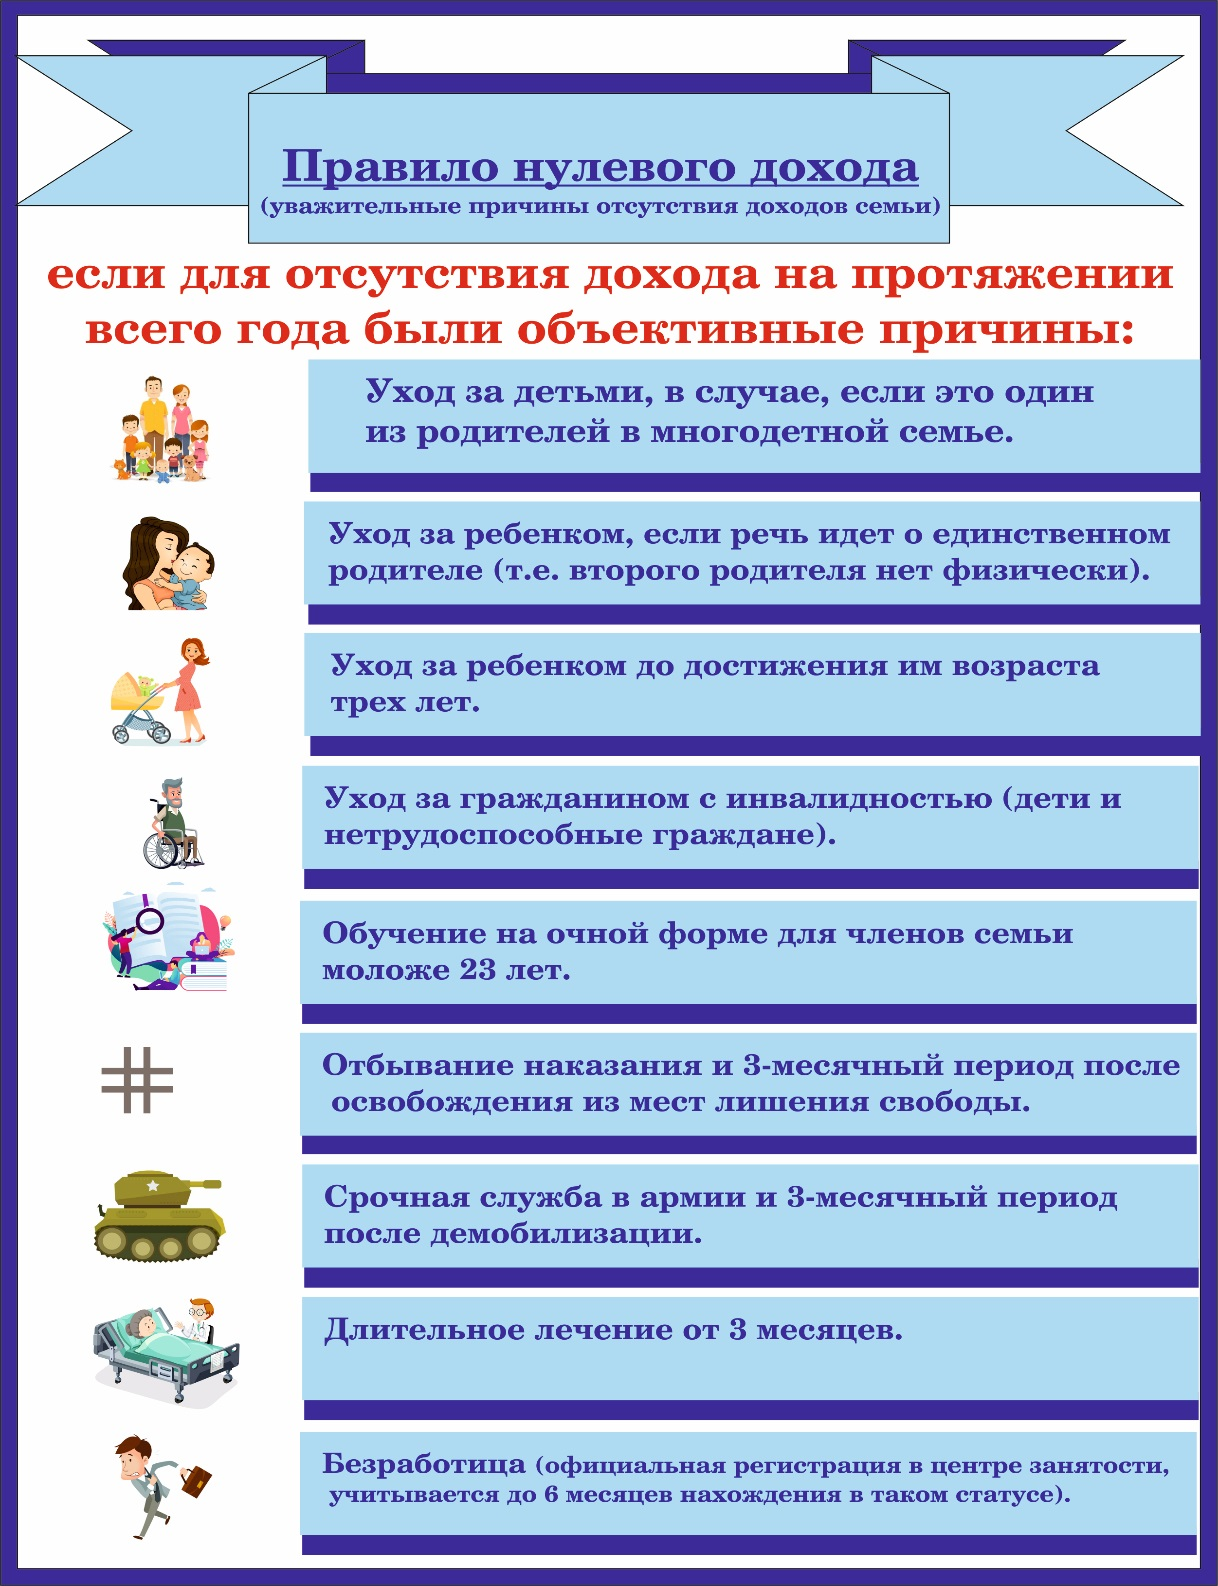 Правило нулевого дохода
(уважительные причины отсутствия доходов семьи)
если для отсутствия дохода на протяжении
всего года были объективные причины:
Уход за детьми, в случае, если это один
из родителей в многодетной семье.
Уход за ребенком, если речь идет о единственном
родителе (т.е. второго родителя нет физически).
Уход за ребенком до достижения им возраста
трех лет.
Уход за гражданином с инвалидностью (дети и
нетрудоспособные граждане).
Обучение на очной форме для членов семьи
моложе 23 лет.
Отбывание наказания и 3-месячный период после
освобождения из мест лишения свободы.
Срочная служба в армии и 3-месячный период
после демобилизации.
Длительное лечение от 3 месяцев.
Безработица (официальная регистрация в центре занятости,
учитывается до 6 месяцев нахождения в таком статусе).